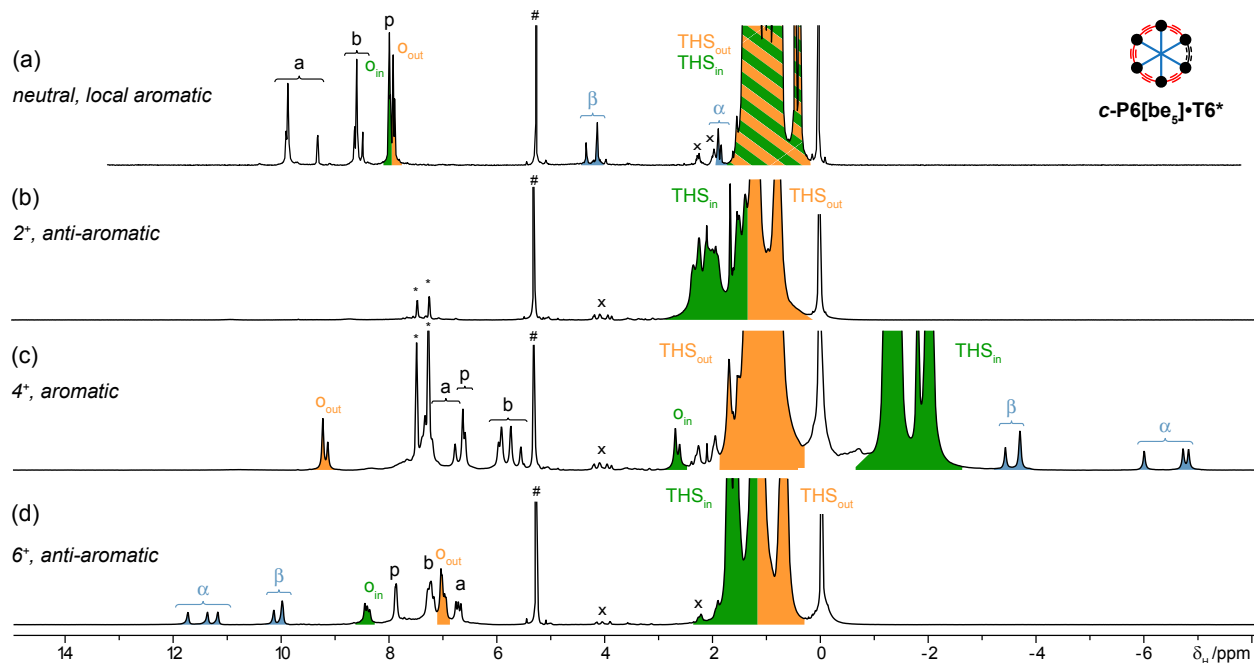 (a)
neutral, local aromatic
a
b
o_in
p
o_out
#
β
x
x
α
THS_out
THS_in
c-P6[be₅]•T6*
(b)
2⁺, anti-aromatic
*
*
#
x
THS_in
THS_out
(c)
4⁺, aromatic
o_out
*
*
a
p
b
#
x
o_in
THS_out
THS_in
β
α
(d)
6⁺, anti-aromatic
α
β
o_in
p
b
o_out
a
#
x
x
THS_in
THS_out
14
12
10
8
6
4
2
0
-2
-4
-6
δ_H /ppm